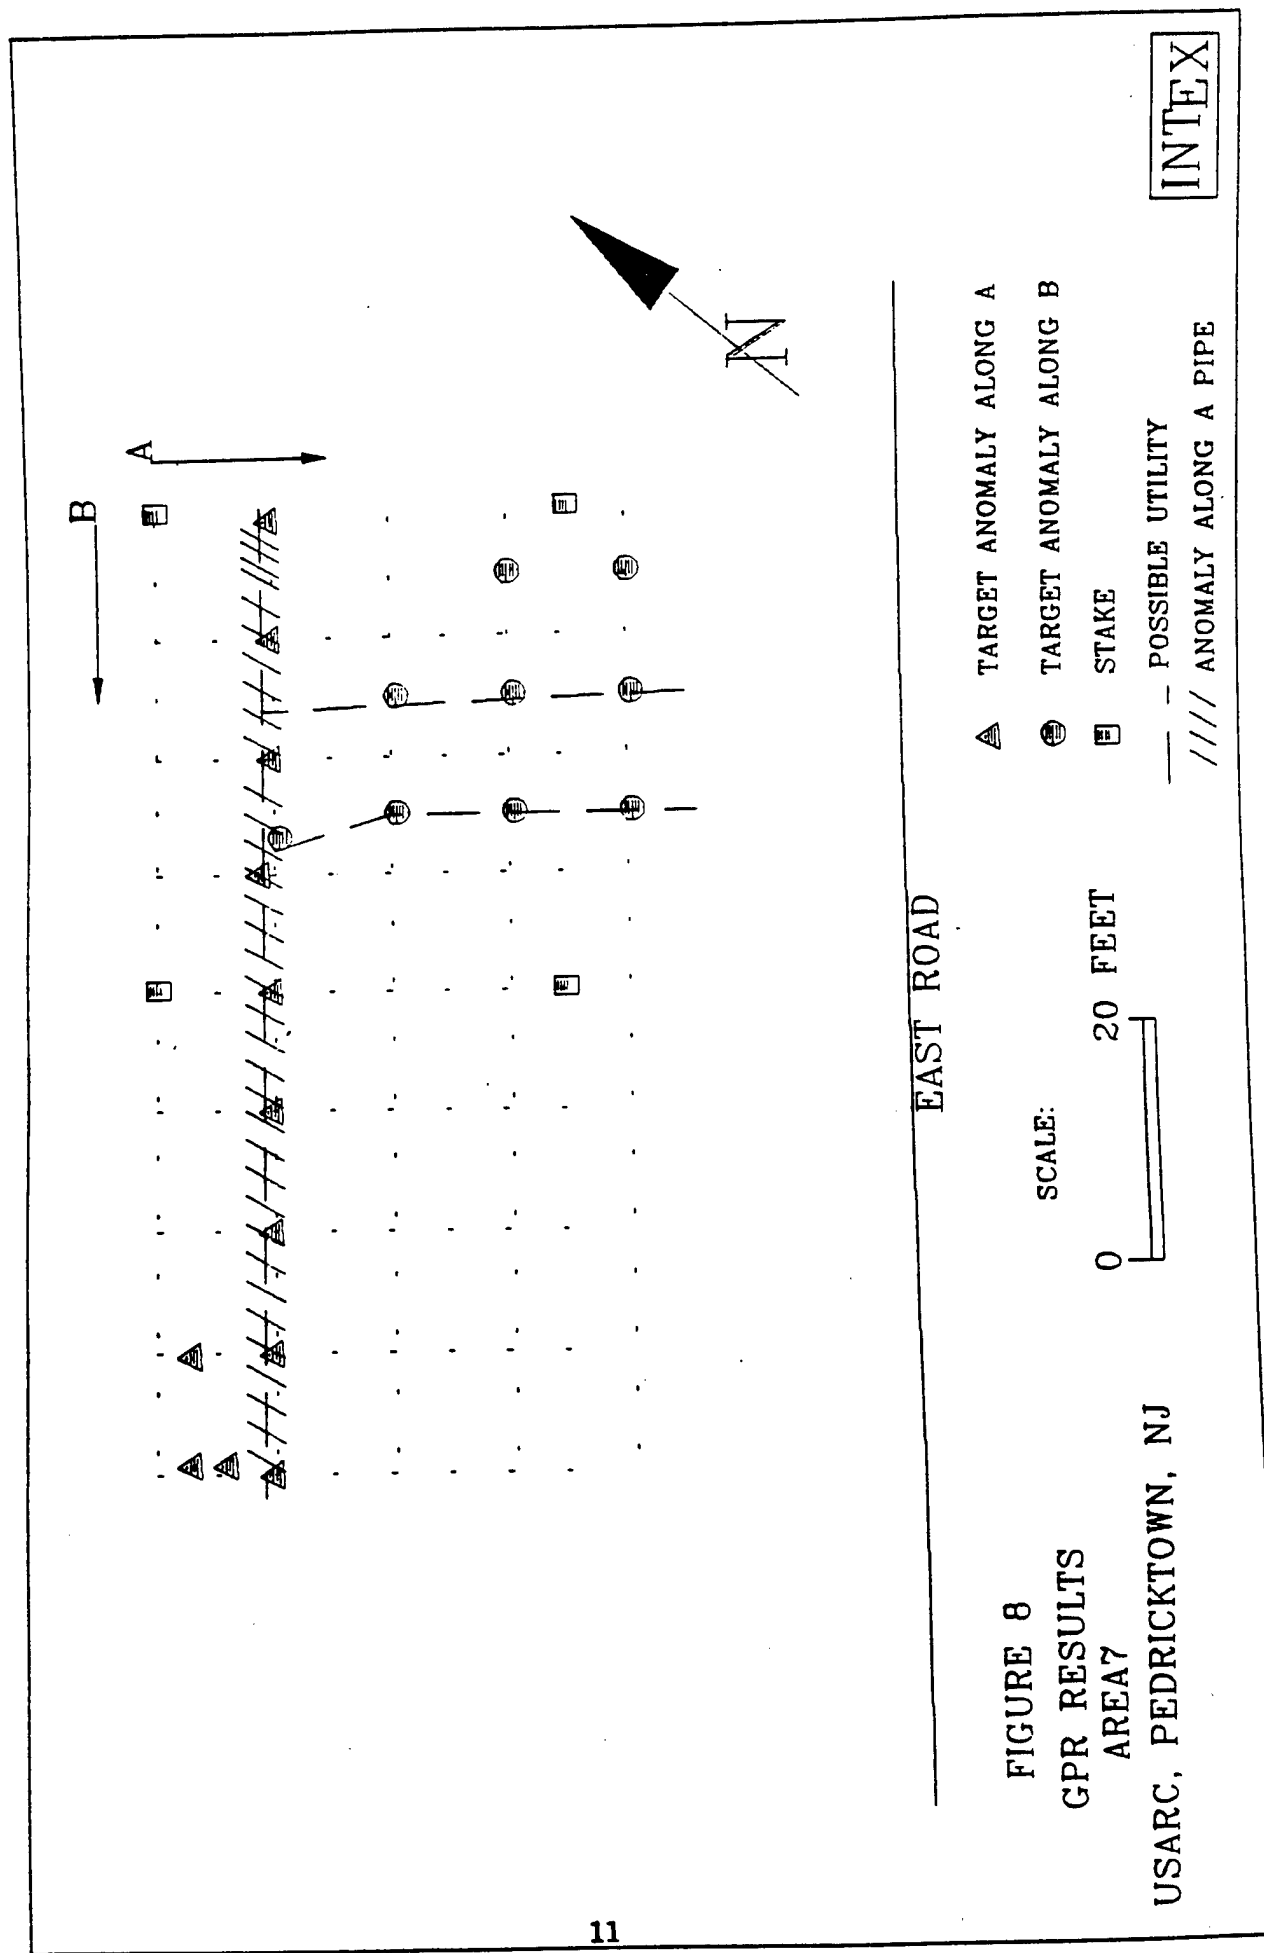 B
A
N
EAST ROAD
FIGURE 8
GPR RESULTS
AREA7
USARC, PEDRICKTOWN, NJ
SCALE:
0 20 FEET
TARGET ANOMALY ALONG A
TARGET ANOMALY ALONG B
STAKE
POSSIBLE UTILITY
//// ANOMALY ALONG A PIPE
INTEX
11